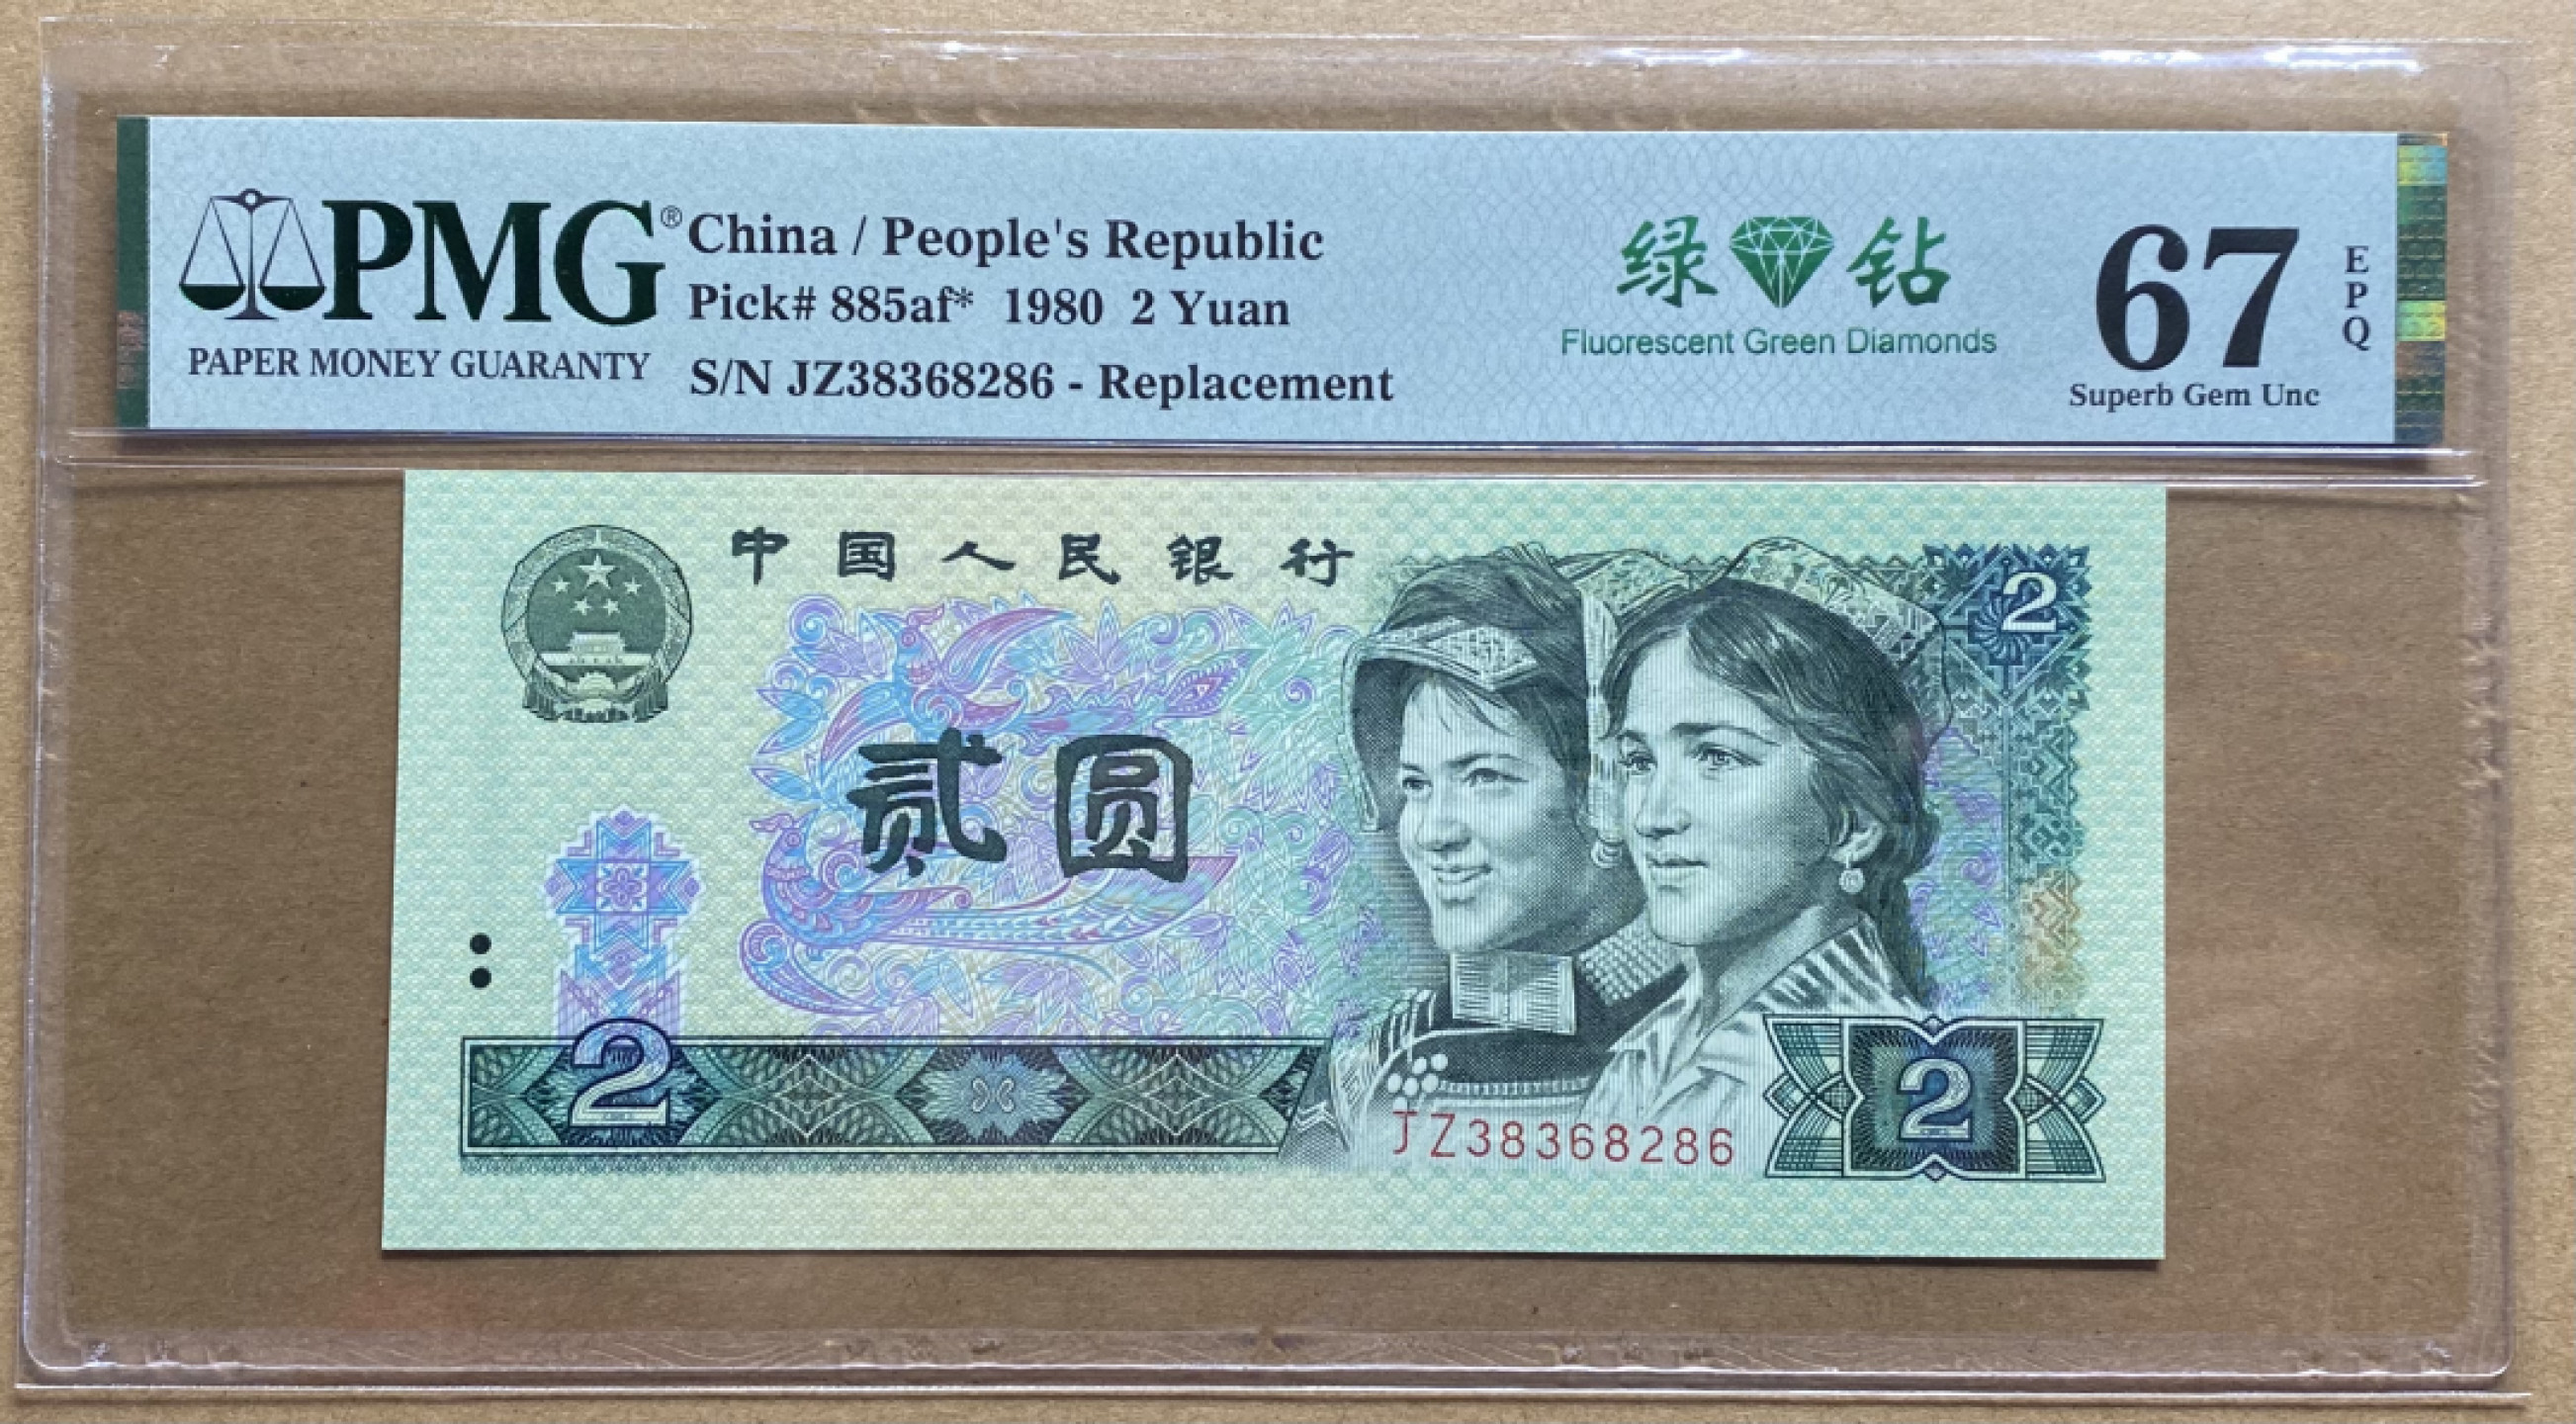 PMG®
PAPER MONEY GUARANTY
China / People's Republic
Pick# 885af* 1980 2 Yuan
S/N JZ38368286 - Replacement
绿钻
Fluorescent Green Diamonds
67
EPQ
Superb Gem Unc
中国人民银行
2
贰圆
2
2
JZ38368286